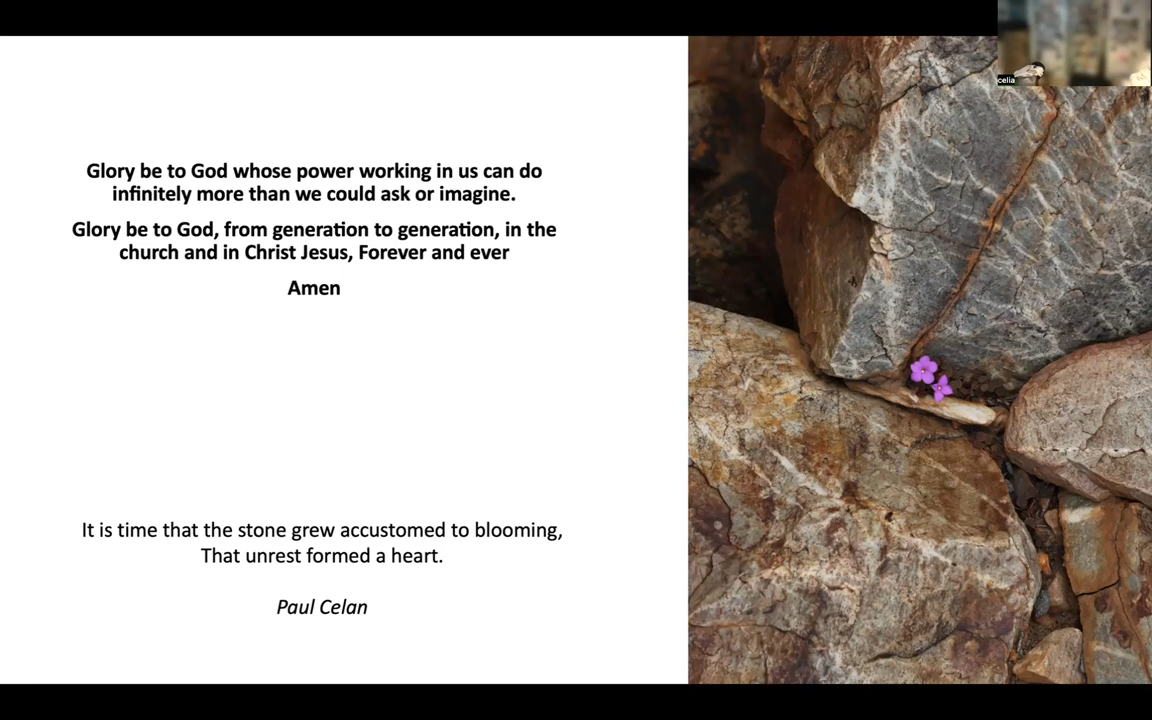 celia
Glory be to God whose power working in us can do
infinitely more than we could ask or imagine.
Glory be to God, from generation to generation, in the
church and in Christ Jesus, Forever and ever
Amen
It is time that the stone grew accustomed to blooming,
That unrest formed a heart.
Paul Celan